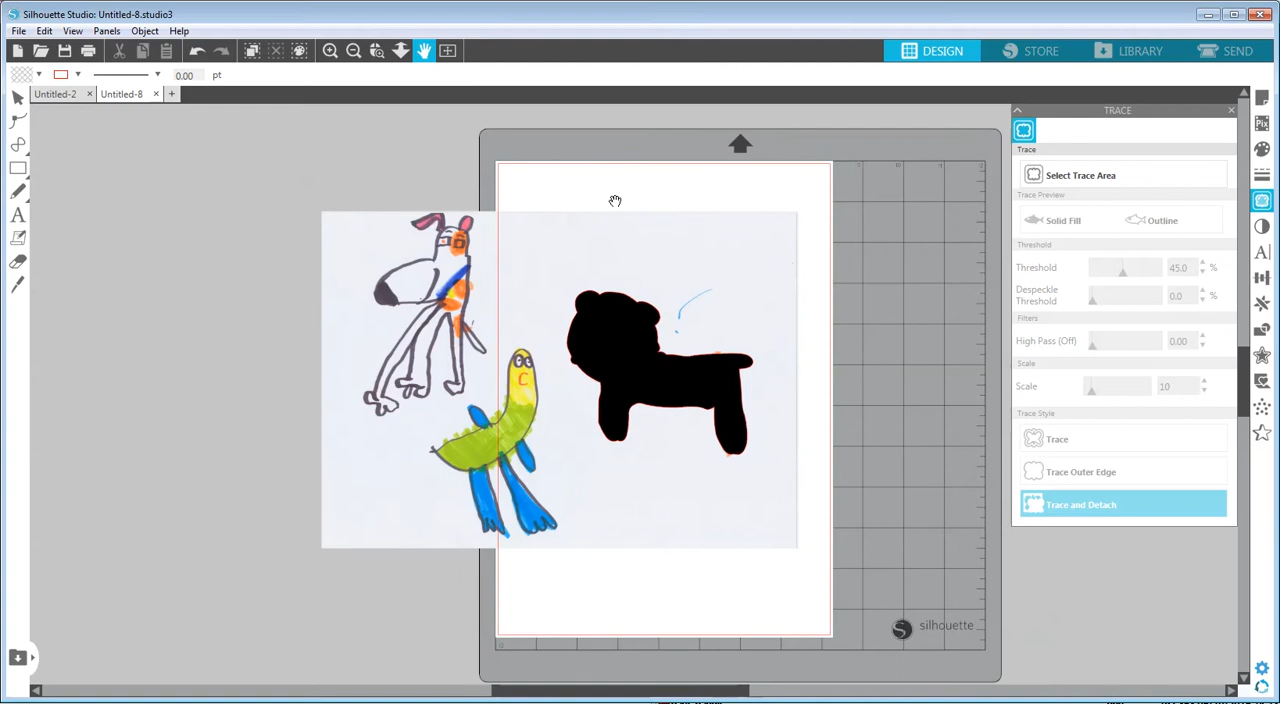 Silhouette Studio: Untitled-8.studio3
File Edit View Panels Object Help
DESIGN STORE LIBRARY SEND
0.00 pt
Untitled-2 Untitled-8
TRACE
Trace
Select Trace Area
Trace Preview
Solid Fill Outline
Threshold
Threshold 45.0 %
Despeckle
Threshold 0.0 %
Filters
High Pass (Off) 0.00
Scale
Scale 10
Trace Style
Trace
Trace Outer Edge
Trace and Detach
C
silhouette